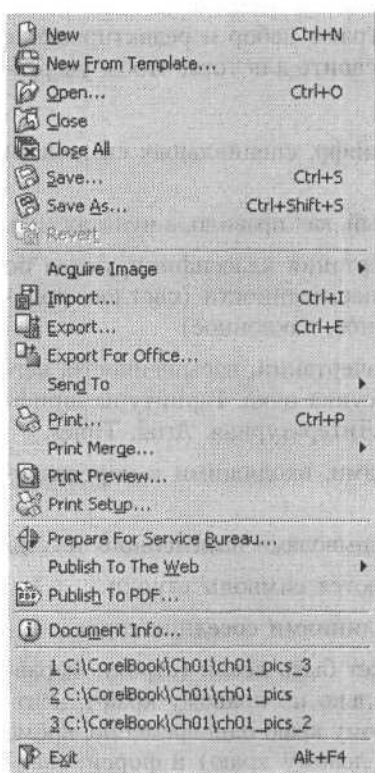 New Ctrl+N
New From Template...
Open... Ctrl+O
Close
Close All
Save... Ctrl+S
Save As... Ctrl+Shift+S
Revert
Acquire Image
Import... Ctrl+I
Export... Ctrl+E
Export For Office...
Send To
Print... Ctrl+P
Print Merge...
Print Preview...
Print Setup...
Prepare For Service Bureau...
Publish To The Web
Publish To PDF...
Document Info...
1 C:\CorelBook\Ch01\ch01_pics_3
2 C:\CorelBook\Ch01\ch01_pics
3 C:\CorelBook\Ch01\ch01_pics_2
Exit Alt+F4